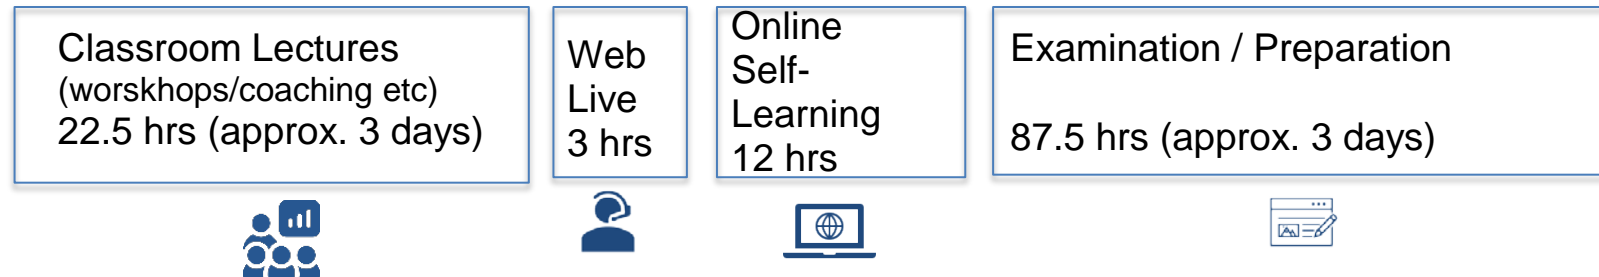 Classroom Lectures
(worskhops/coaching etc)
22.5 hrs (approx. 3 days)
Web
Live
3 hrs
Online
Self-
Learning
12 hrs
Examination / Preparation
87.5 hrs (approx. 3 days)